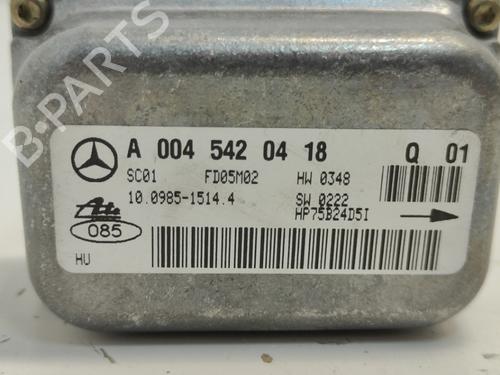 B-PARTS
A 004 542 04 18 Q 01
SC01 FD05M02 HW 0348
10.0985-1514.4 SW 0222
HP75B24D5I
Ate
085
HU